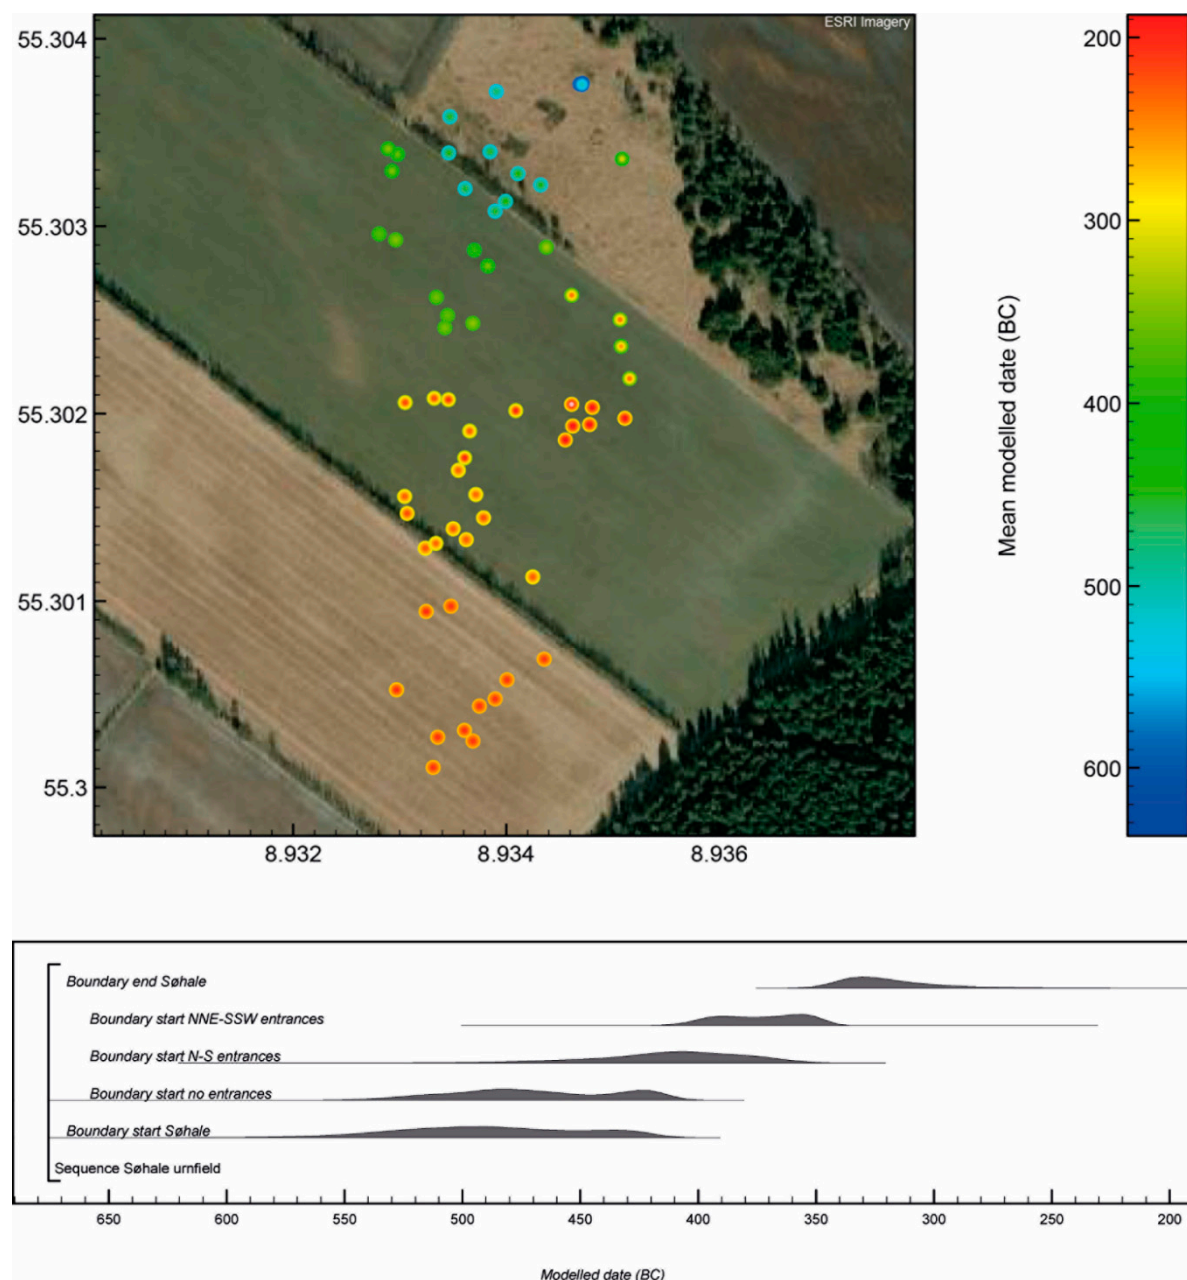 ESRI Imagery
55.304
55.303
55.302
55.301
55.3
8.932
8.934
8.936
200
300
400
500
600
Mean modelled date (BC)
Boundary end Søhale
Boundary start NNE-SSW entrances
Boundary start N-S entrances
Boundary start no entrances
Boundary start Søhale
Sequence Søhale urnfield
650 600 550 500 450 400 350 300 250 200
Modelled date (BC)